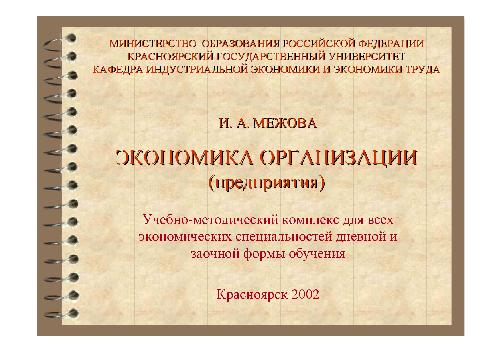 МИНИСТЕРСТВО ОБРАЗОВАНИЯ РОССИЙСКОЙ ФЕДЕРАЦИИ
КРАСНОЯРСКИЙ ГОСУДАРСТВЕННЫЙ УНИВЕРСИТЕТ
КАФЕДРА ИНДУСТРИАЛЬНОЙ ЭКОНОМИКИ И ЭКОНОМИКИ ТРУДА
И. А. МЕЖОВА
ЭКОНОМИКА ОРГАНИЗАЦИИ
(предприятия)
Учебно-методический комплекс для всех
экономических специальностей дневной и
заочной формы обучения
Красноярск 2002